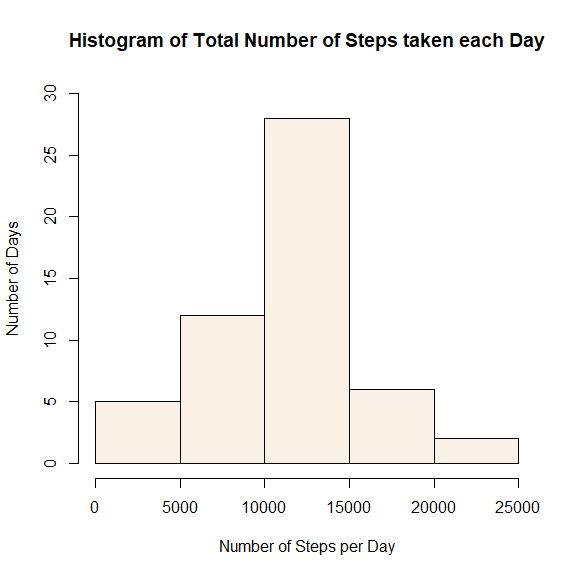 Histogram of Total Number of Steps taken each Day
Number of Days
30
25
20
15
10
5
0
0 5000 10000 15000 20000 25000
Number of Steps per Day